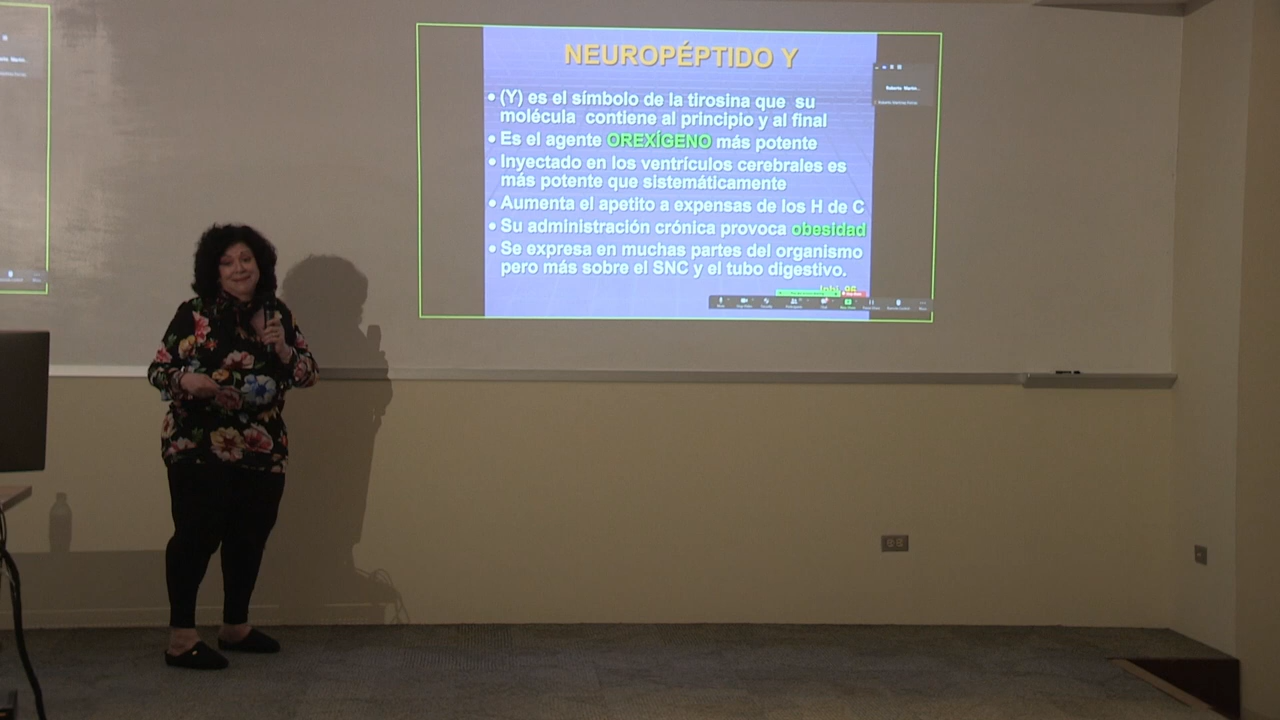 NEUROPÉPTIDO Y
• (Y) es el símbolo de la tirosina que su
molécula contiene al principio y al final
• Es el agente OREXÍGENO más potente
• Inyectado en los ventrículos cerebrales es
más potente que sistemáticamente
• Aumenta el apetito a expensas de los H de C
• Su administración crónica provoca obesidad
• Se expresa en muchas partes del organismo
pero más sobre el SNC y el tubo digestivo.